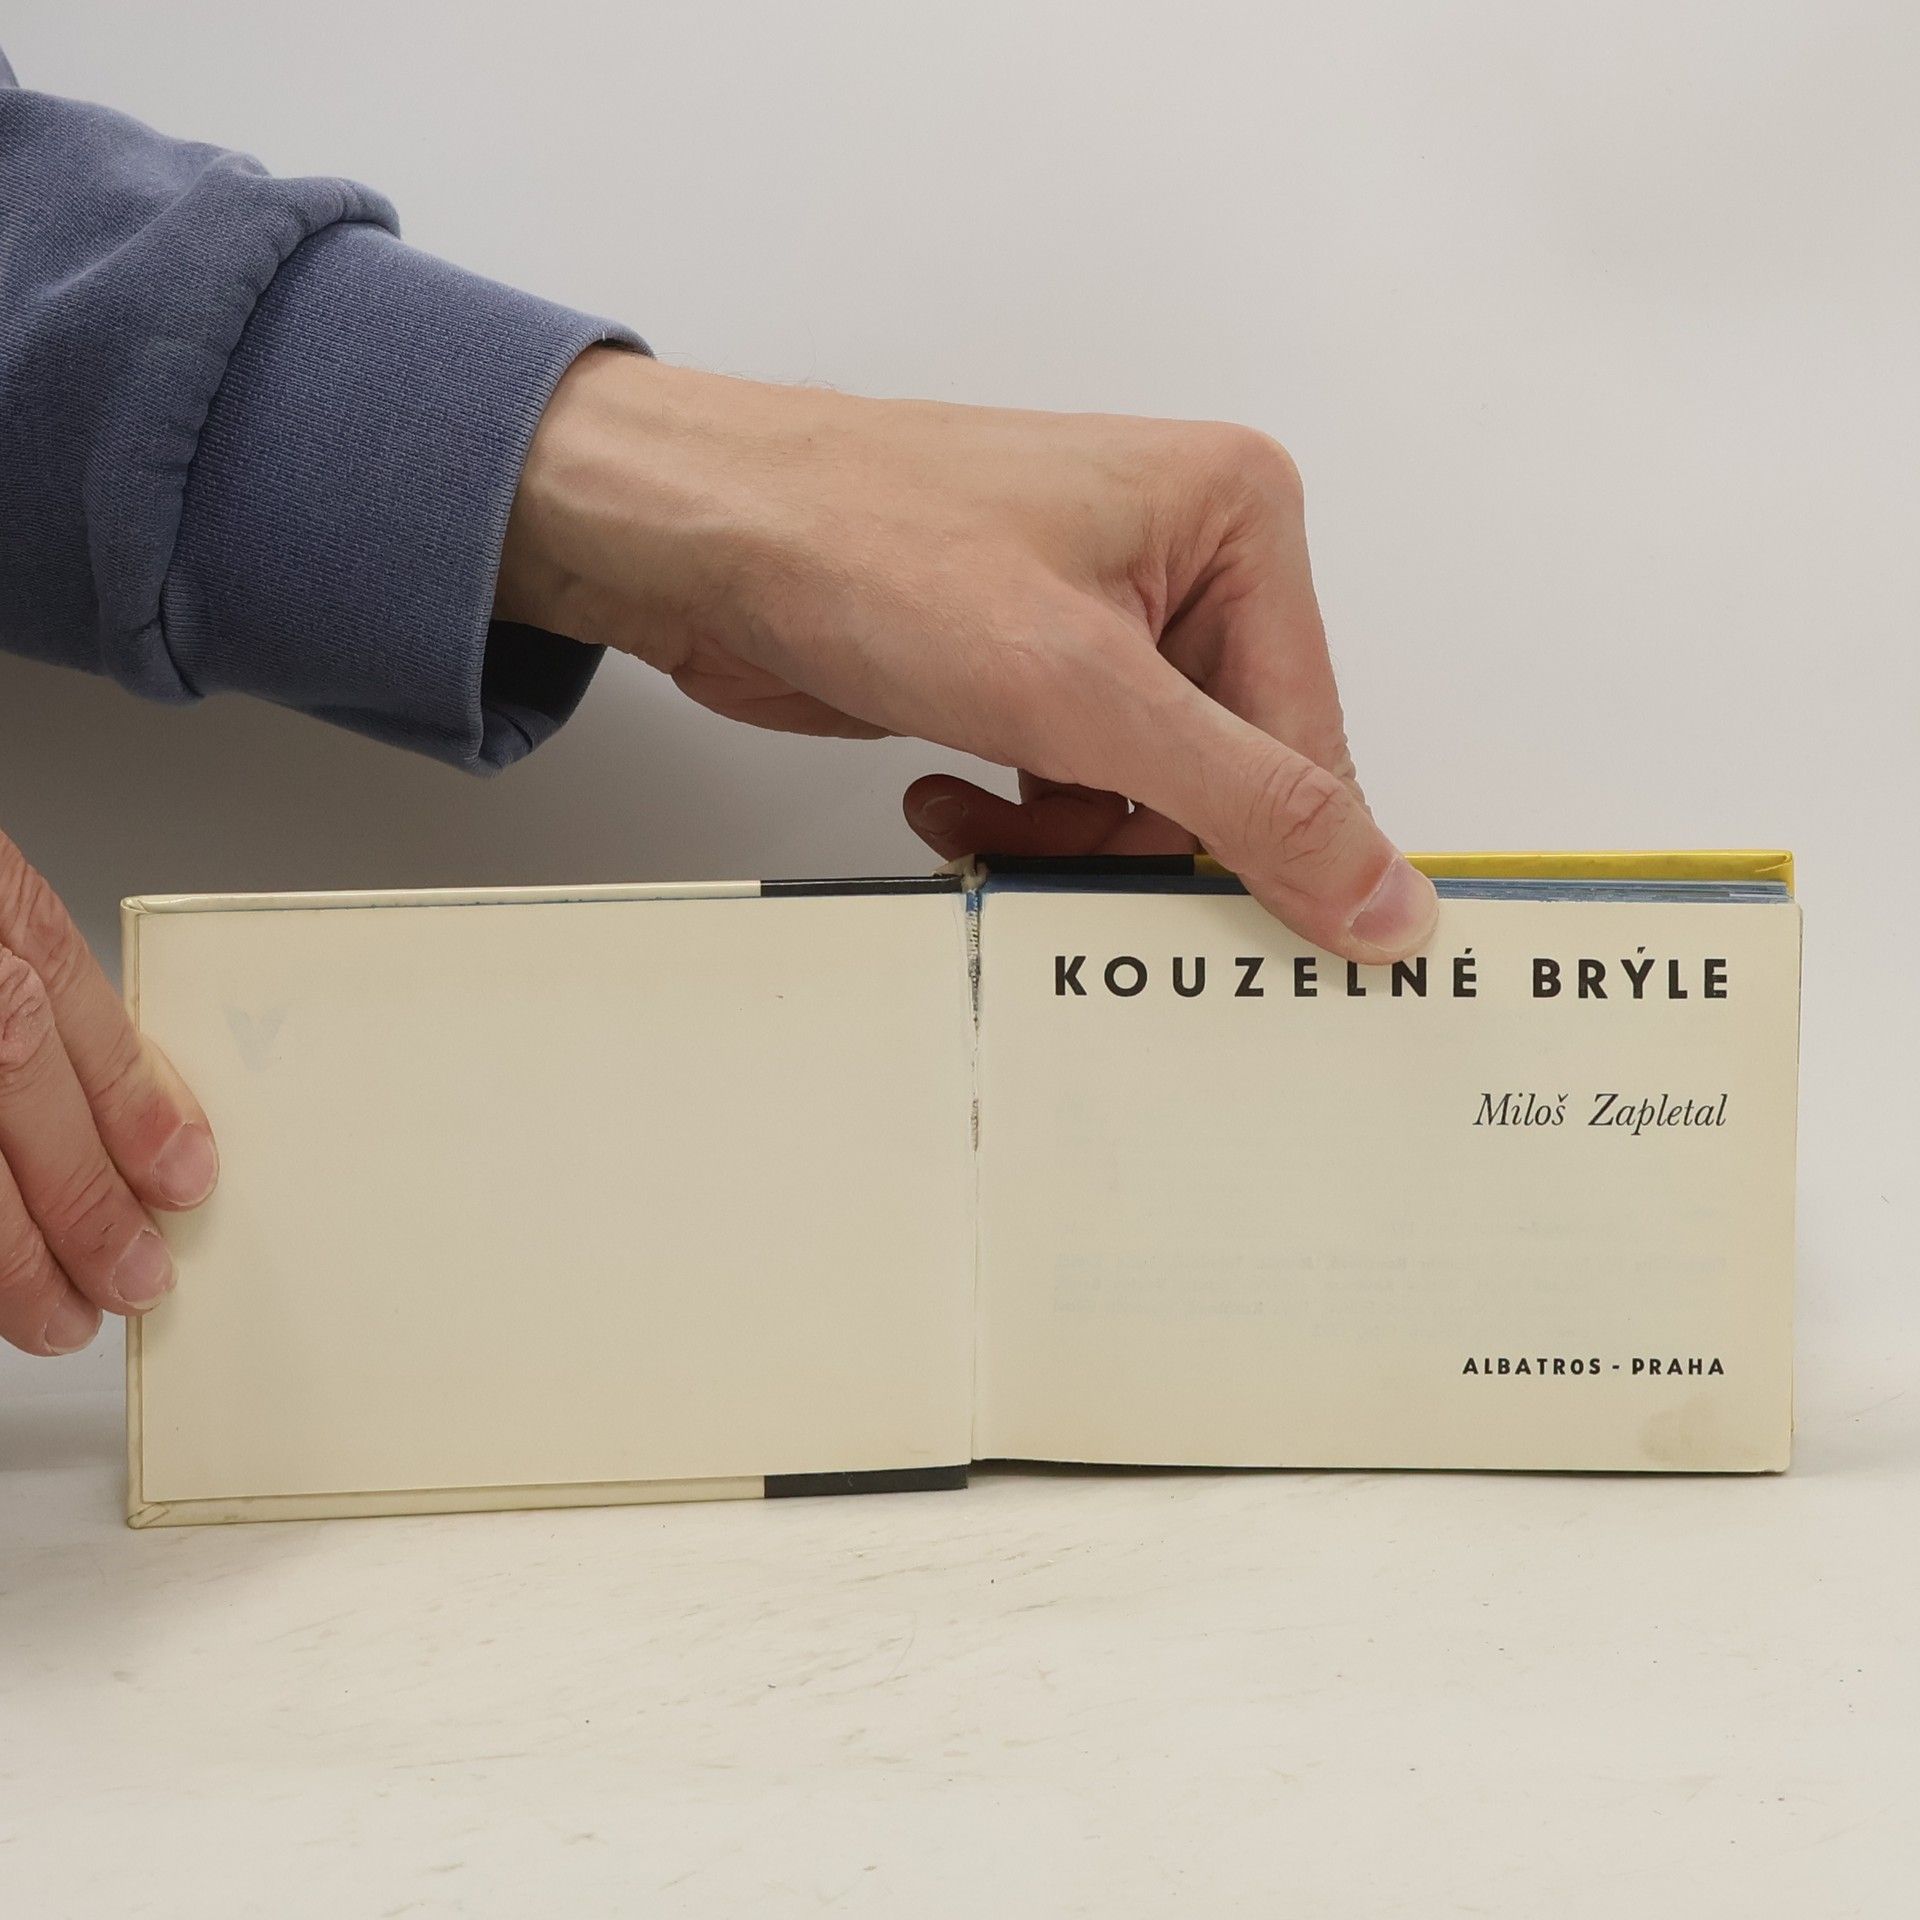 KOUZELNÉ BRÝLE
Miloš Zapletal
ALBATROS - PRAHA